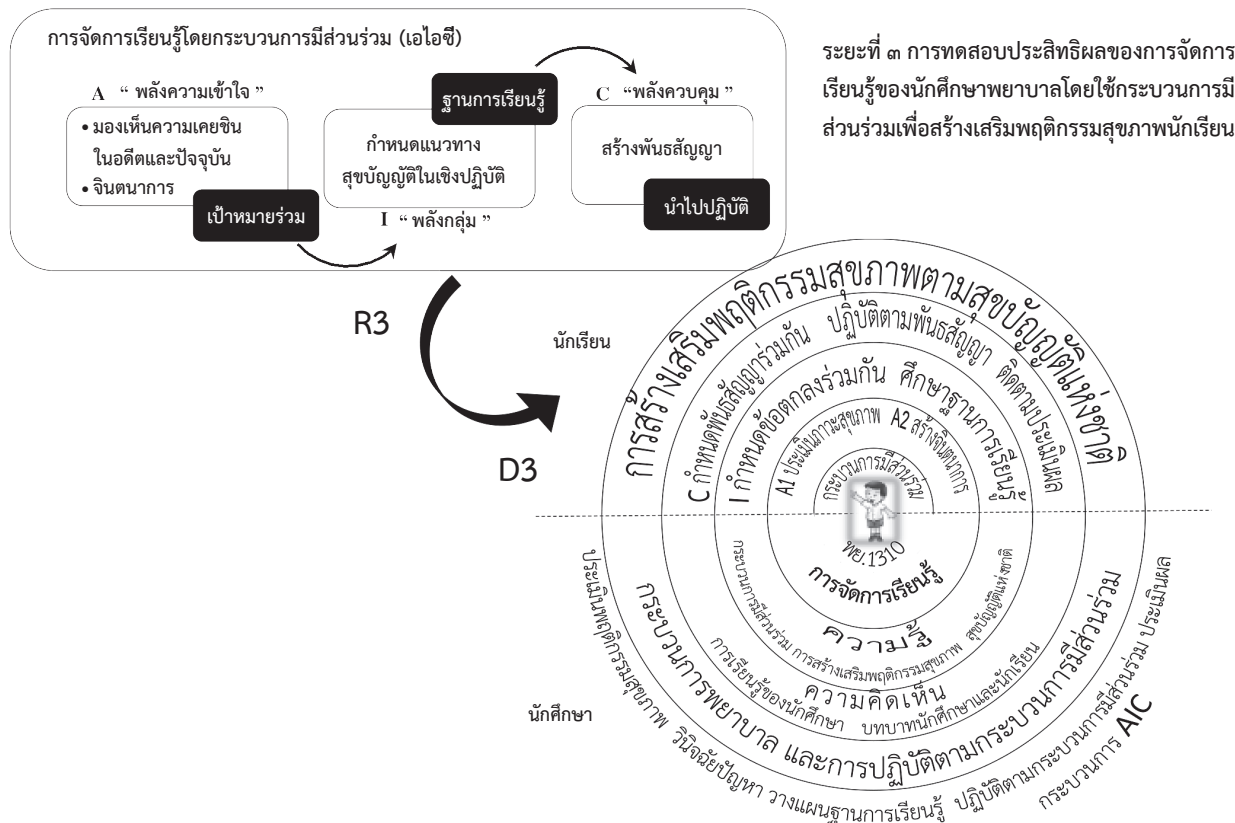 การจัดการเรียนรู้โดยกระบวนการมีส่วนร่วม (เอไอซี)
A “ พลังความเข้าใจ ”
• มองเห็นความเคยชิน
ในอดีตและปัจจุบัน
• จินตนาการ
เป้าหมายร่วม
ฐานการเรียนรู้
กำหนดแนวทาง
สุขบัญญัติในเชิงปฏิบัติ
I “ พลังกลุ่ม ”
C “พลังควบคุม ”
สร้างพันธสัญญา
นำไปปฏิบัติ
ระยะที่ ๓ การทดสอบประสิทธิผลของการจัดการ
เรียนรู้ของนักศึกษาพยาบาลโดยใช้กระบวนการมี
ส่วนร่วมเพื่อสร้างเสริมพฤติกรรมสุขภาพนักเรียน
R3
D3
นักเรียน
การสร้างเสริมพฤติกรรมสุขภาพตามสุขบัญญัติแห่งชาติ
C กำหนดพันธสัญญาร่วมกัน ปฏิบัติตามพันธสัญญา ติดตามประเมินผล
I กำหนดข้อตกลงร่วมกัน ศึกษาฐานการเรียนรู้
A1 ประเมินภาวะสุขภาพ A2 สร้างจินตนาการ
กระบวนการมีส่วนร่วม
พย.1310
การจัดการเรียนรู้
ความรู้
กระบวนการมีส่วนร่วม การสร้างเสริมพฤติกรรมสุขภาพ สุขบัญญัติแห่งชาติ
ความคิดเห็น
การเรียนรู้ของนักศึกษา บทบาทนักศึกษาและนักเรียน
กระบวนการพยาบาล และการปฏิบัติตามกระบวนการมีส่วนร่วม
นักศึกษา
ประเมินพฤติกรรมสุขภาพ วินิจฉัยปัญหา วางแผนฐานการเรียนรู้ ปฏิบัติตามกระบวนการมีส่วนร่วม ประเมินผล
กระบวนการ AIC